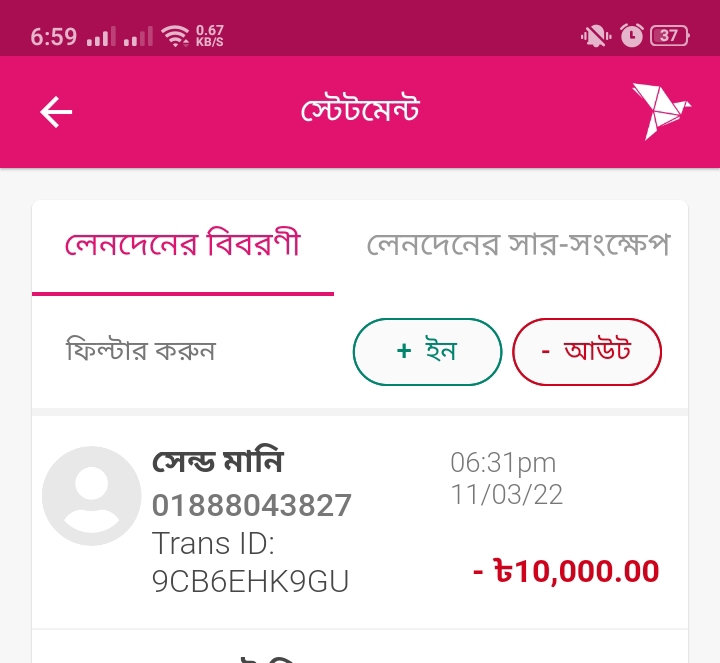 6:59 0.67 KB/S 37
স্টেটমেন্ট
লেনদেনের বিবরণী লেনদেনের সার-সংক্ষেপ
ফিল্টার করুন + ইন - আউট
সেন্ড মানি 06:31pm
01888043827 11/03/22
Trans ID:
9CB6EHK9GU - ৳10,000.00